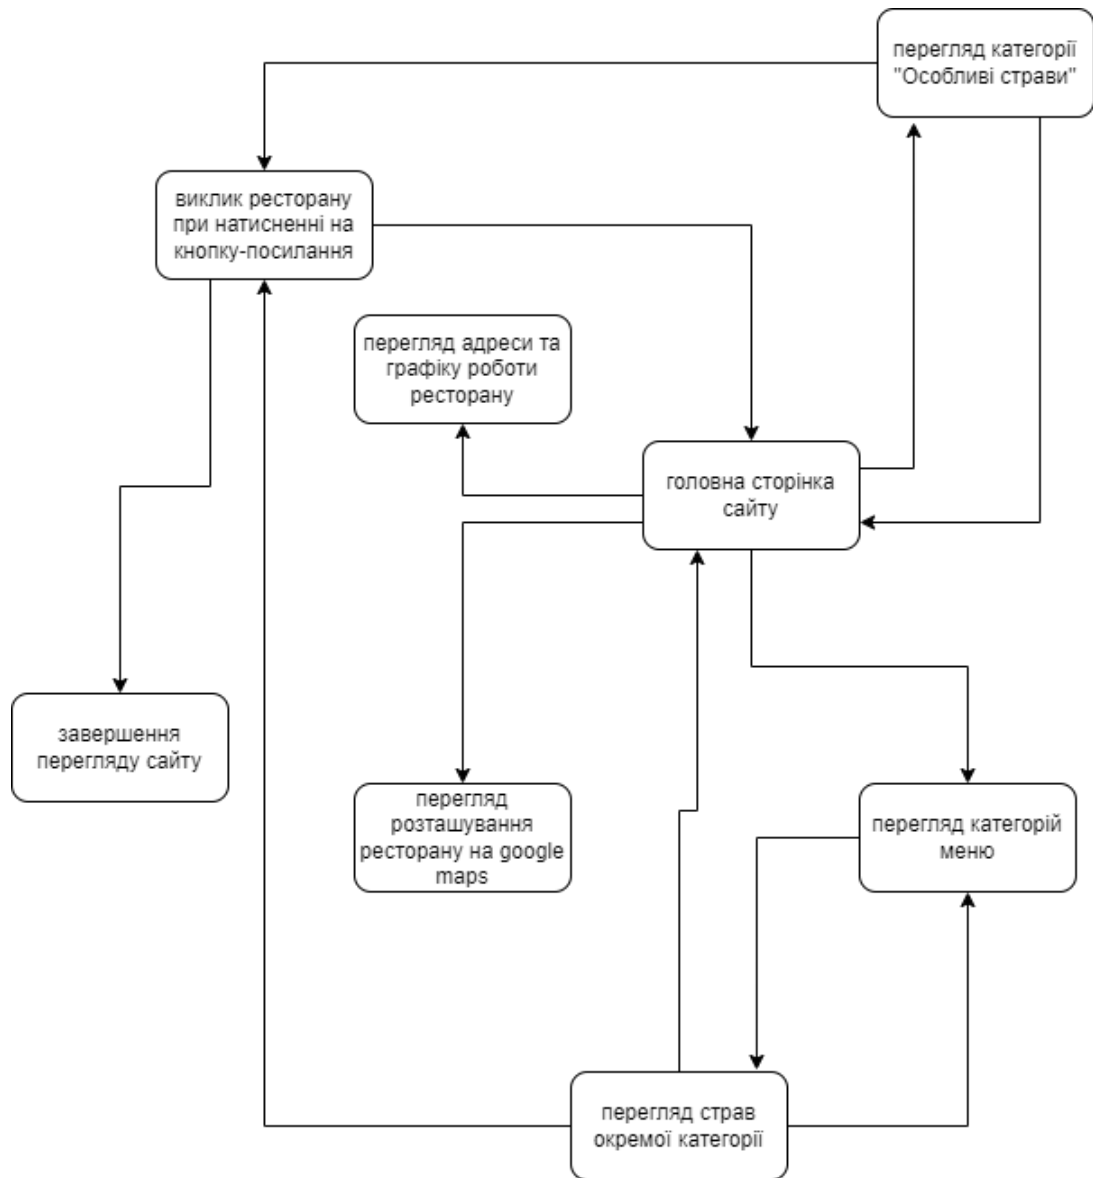 перегляд категорії
"Особливі страви"
виклик ресторану
при натисненні на
кнопку-посилання
перегляд адреси та
графіку роботи
ресторану
головна сторінка
сайту
завершення
перегляду сайту
перегляд
розташування
ресторану на google
maps
перегляд категорій
меню
перегляд страв
окремої категорії